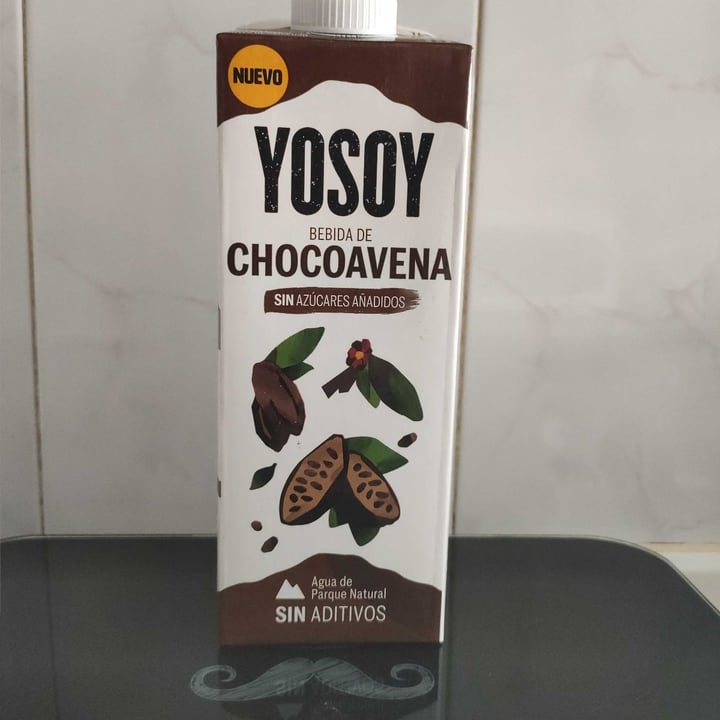 NUEVO
YOSOY
BEBIDA DE
CHOCOAVENA
SIN AZÚCARES AÑADIDOS
Agua de
Parque Natural
SIN ADITIVOS